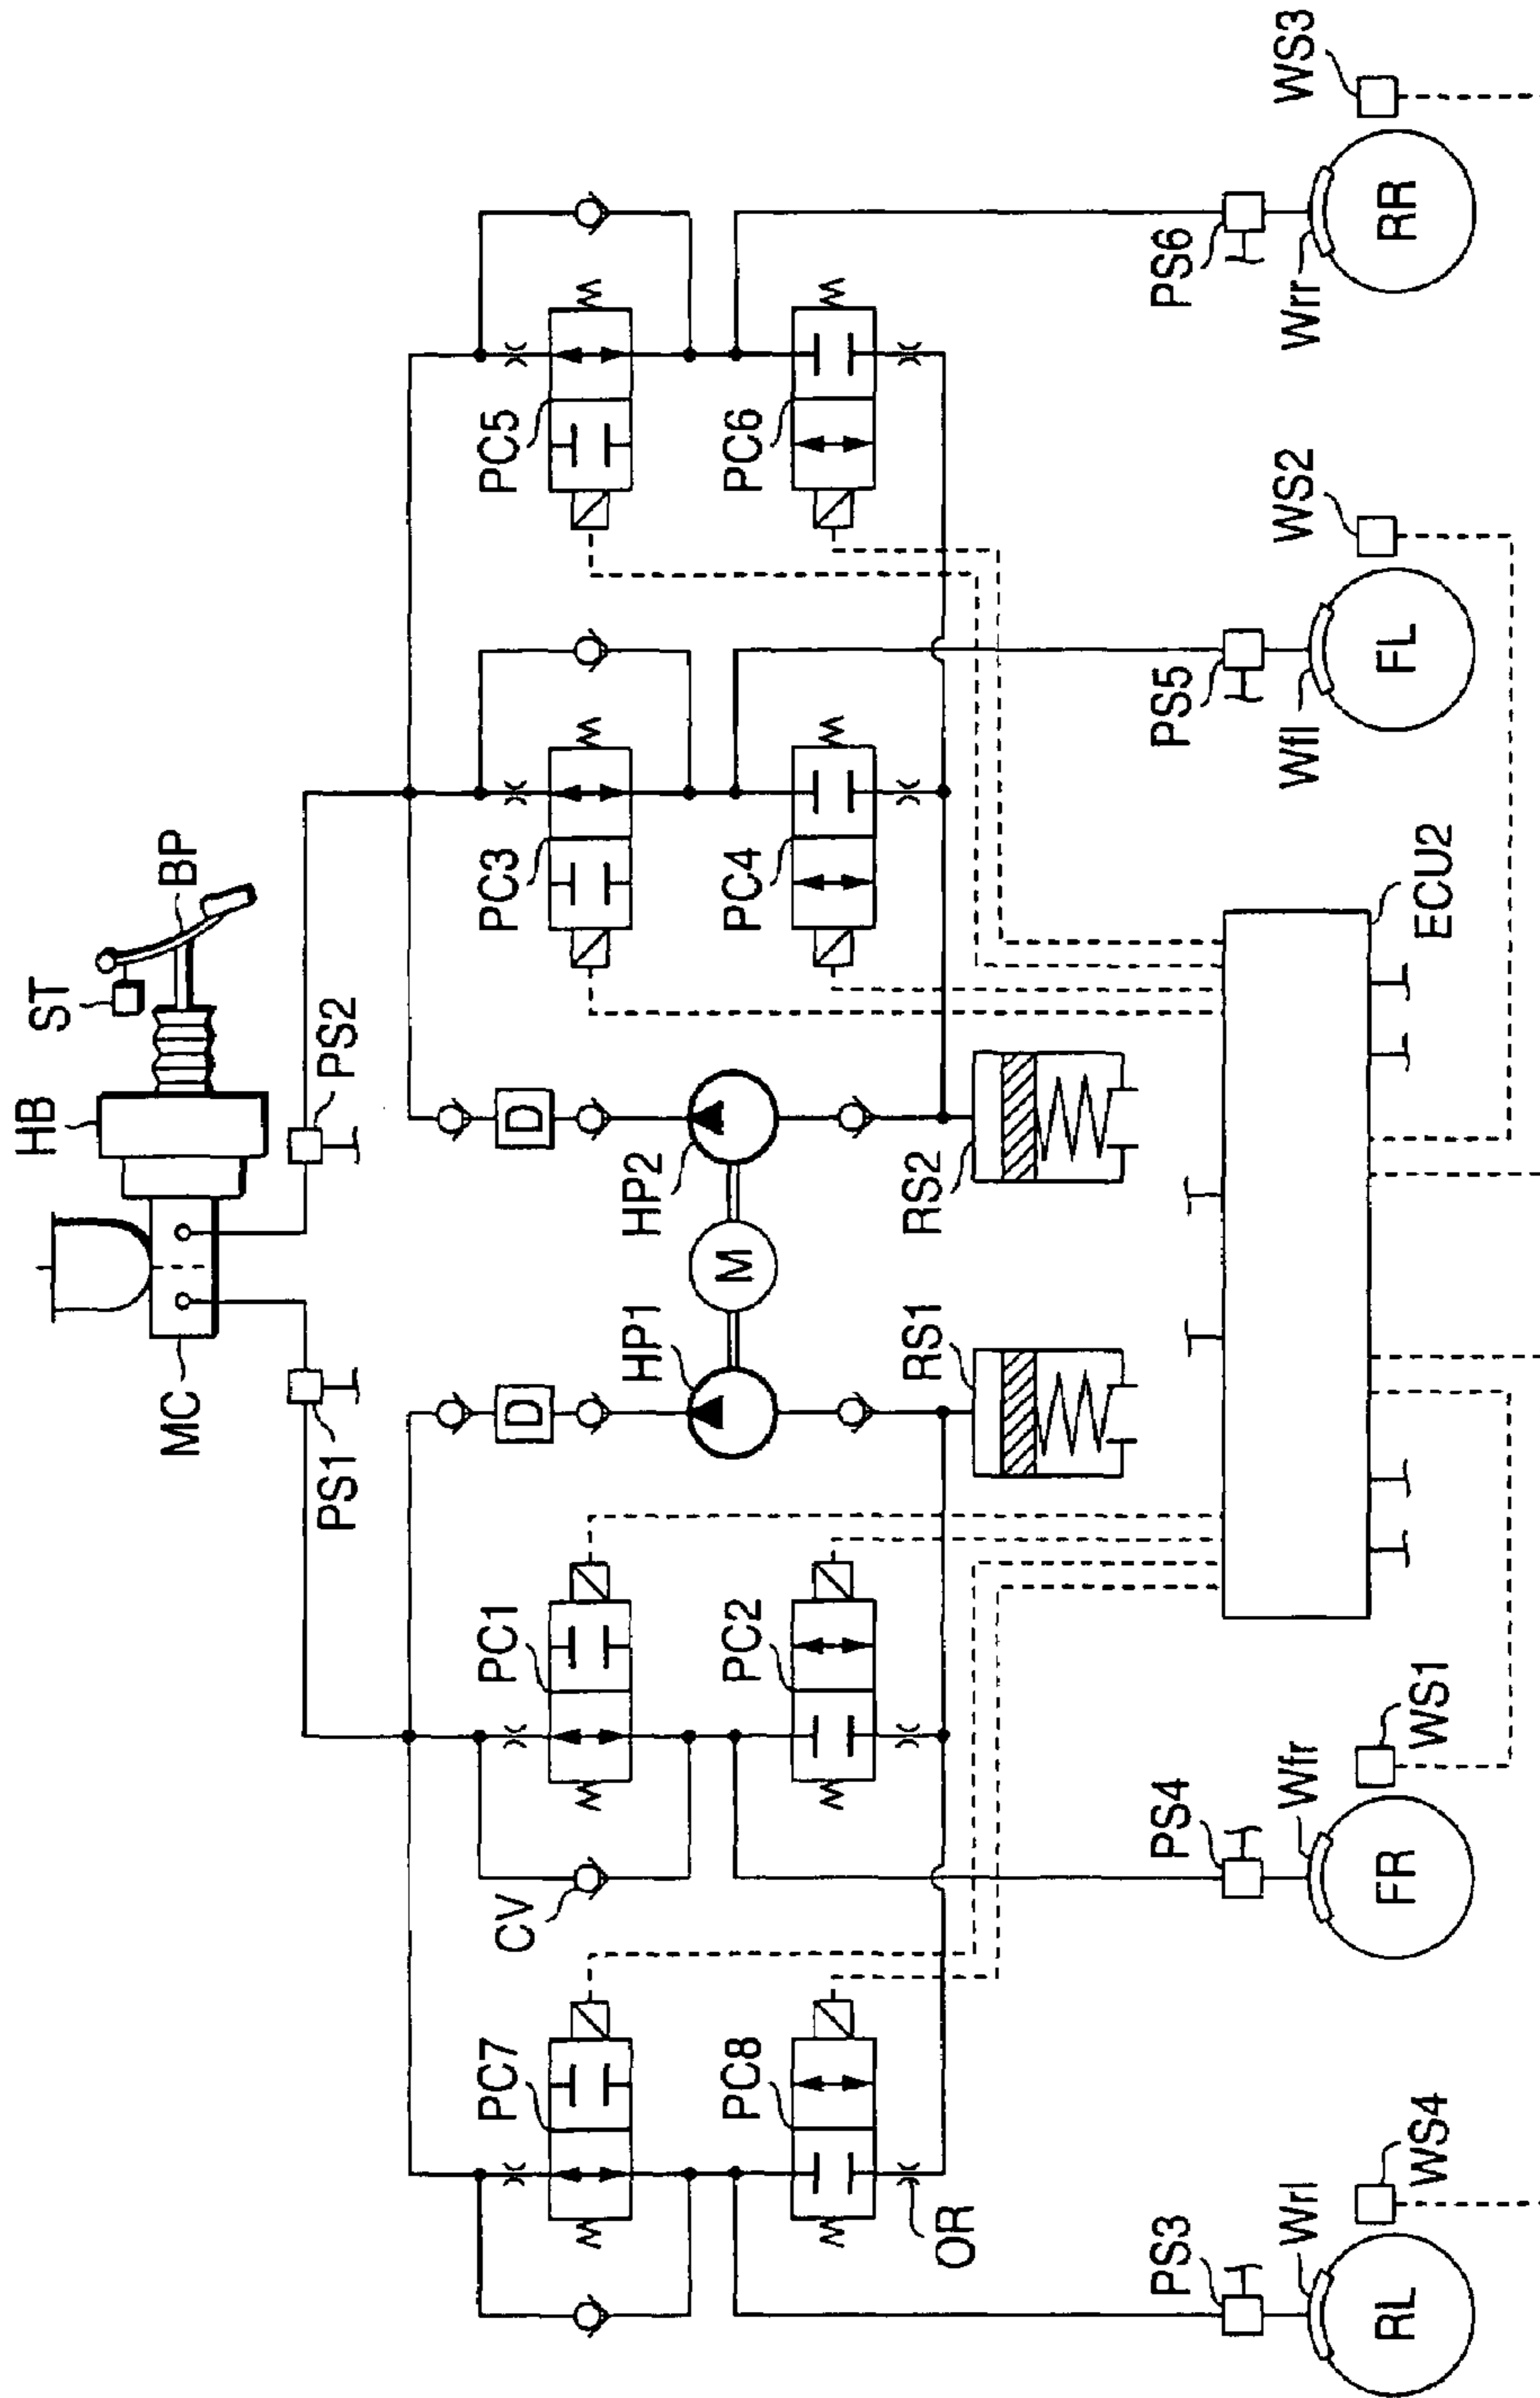 HB
ST
BP
MC
PS1
PS2
PC7
CV
PC1
D
D
PC3
PC5
HP1
M
HP2
PC8
PC2
PC4
PC6
OR
RS1
RS2
PS3
PS4
PS5
PS6
Wrl
Wfr
Wfl
Wrr
RL
WS4
FR
WS1
ECU2
FL
WS2
RR
WS3